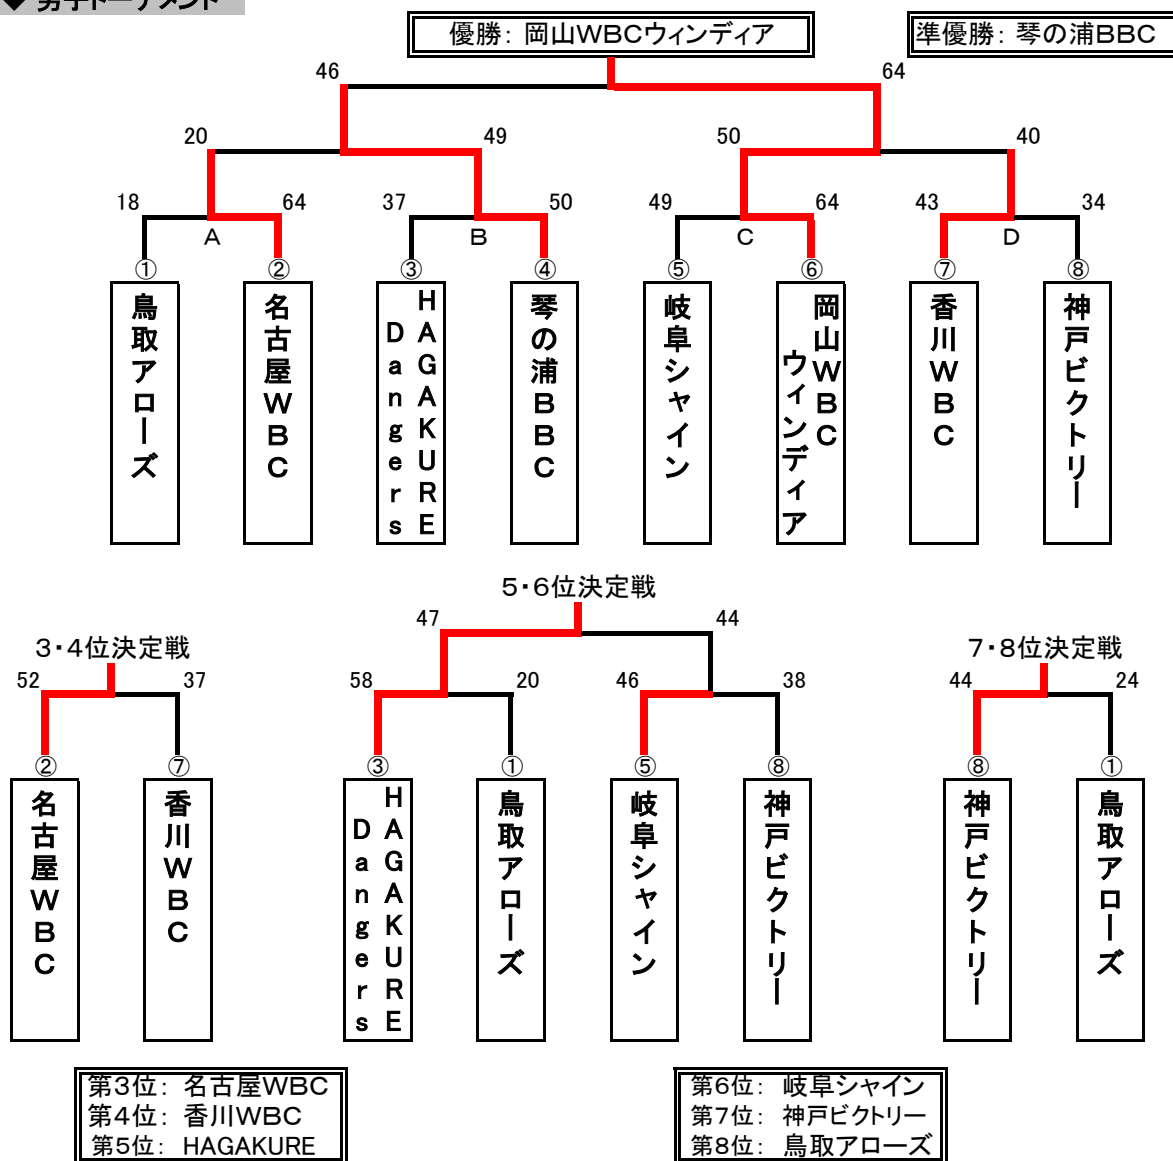 ◆ 男子トーナメント
優勝: 岡山WBCウィンディア
準優勝: 琴の浦BBC
46
64
20
49
50
40
18
64
37
50
49
64
43
34
A
B
C
D
①
②
③
④
⑤
⑥
⑦
⑧
鳥取アローズ
名古屋WBC
HAGAKURE
Dangers
琴の浦BBC
岐阜シャイン
岡山WBC
ウィンディア
香川WBC
神戸ビクトリー
5・6位決定戦
47
44
3・4位決定戦
7・8位決定戦
52
37
58
20
46
38
44
24
②
⑦
③
①
⑤
⑧
⑧
①
名古屋WBC
香川WBC
HAGAKURE
Dangers
鳥取アローズ
岐阜シャイン
神戸ビクトリー
神戸ビクトリー
鳥取アローズ
第3位: 名古屋WBC
第4位: 香川WBC
第5位: HAGAKURE
第6位: 岐阜シャイン
第7位: 神戸ビクトリー
第8位: 鳥取アローズ